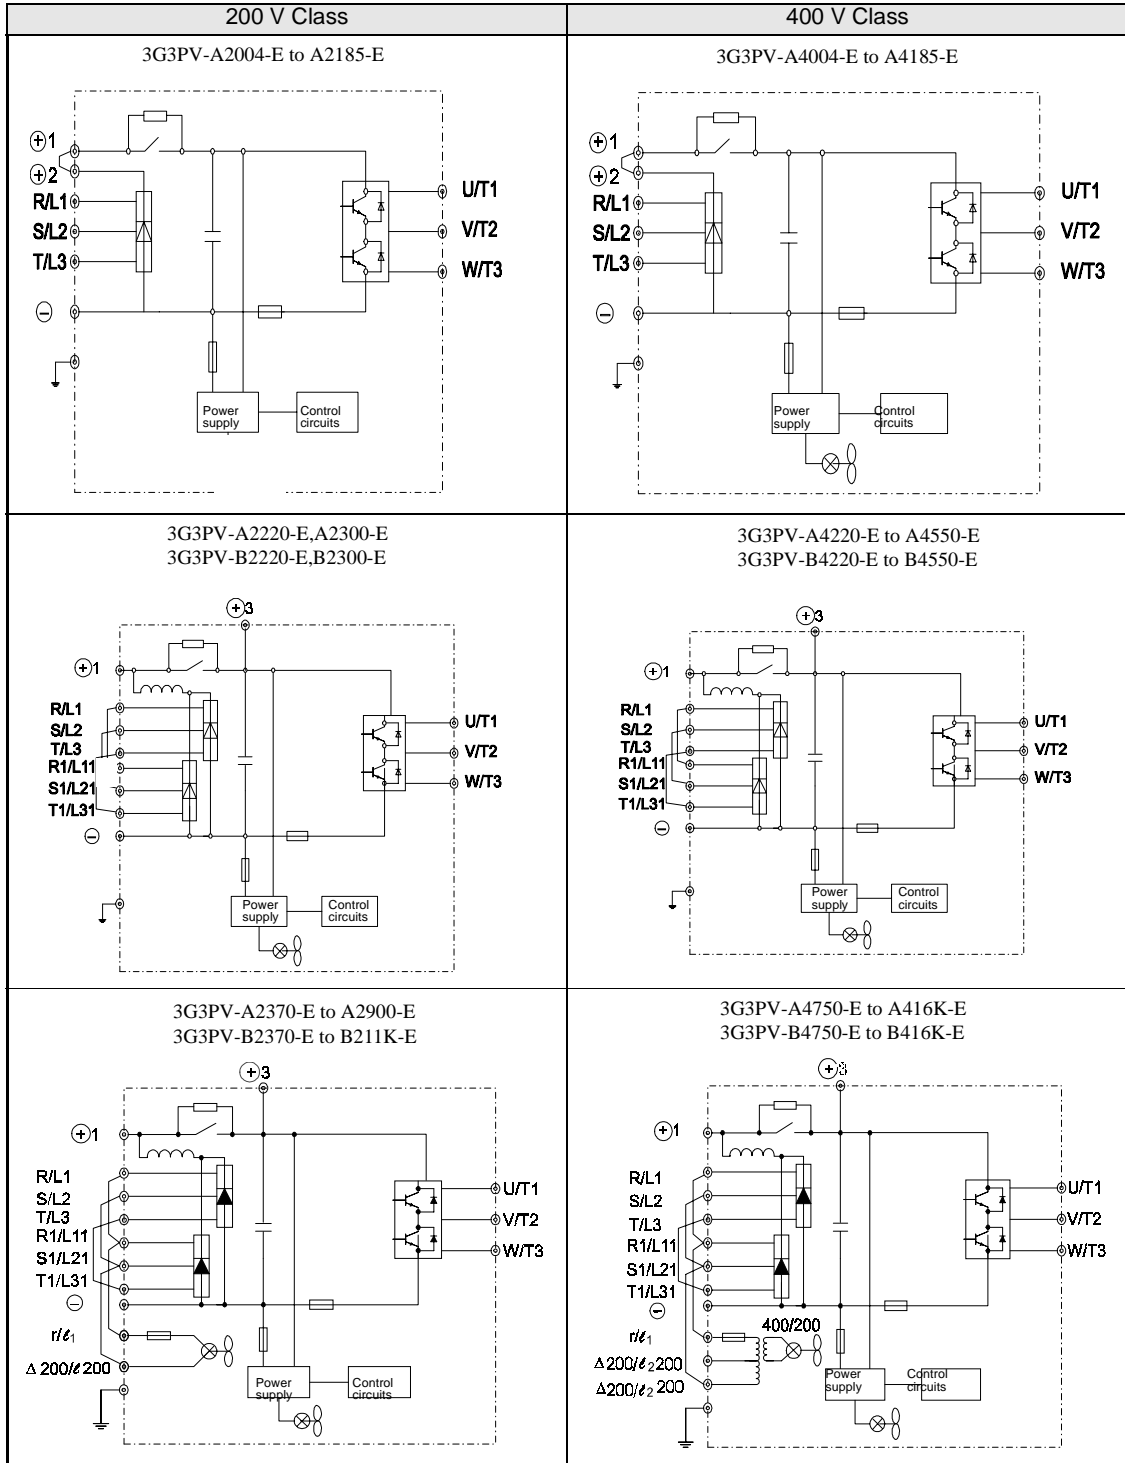 200 V Class
400 V Class
3G3PV-A2004-E to A2185-E
+1
+2
R/L1
S/L2
T/L3
−
U/T1
V/T2
W/T3
Power supply
Control circuits
3G3PV-A4004-E to A4185-E
+1
+2
R/L1
S/L2
T/L3
−
U/T1
V/T2
W/T3
Power supply
Control circuits
3G3PV-A2220-E,A2300-E
3G3PV-B2220-E,B2300-E
+3
+1
R/L1
S/L2
T/L3
R1/L11
S1/L21
T1/L31
−
U/T1
V/T2
W/T3
Power supply
Control circuits
3G3PV-A4220-E to A4550-E
3G3PV-B4220-E to B4550-E
+3
+1
R/L1
S/L2
T/L3
R1/L11
S1/L21
T1/L31
−
U/T1
V/T2
W/T3
Power supply
Control circuits
3G3PV-A2370-E to A2900-E
3G3PV-B2370-E to B211K-E
+3
+1
R/L1
S/L2
T/L3
R1/L11
S1/L21
T1/L31
−
r/ℓ1
Δ200/ℓ200
U/T1
V/T2
W/T3
Power supply
Control circuits
3G3PV-A4750-E to A416K-E
3G3PV-B4750-E to B416K-E
+3
+1
R/L1
S/L2
T/L3
R1/L11
S1/L21
T1/L31
−
r/ℓ1
Δ200/ℓ2200
Δ200/ℓ2 200
400/200
U/T1
V/T2
W/T3
Power supply
Control circuits